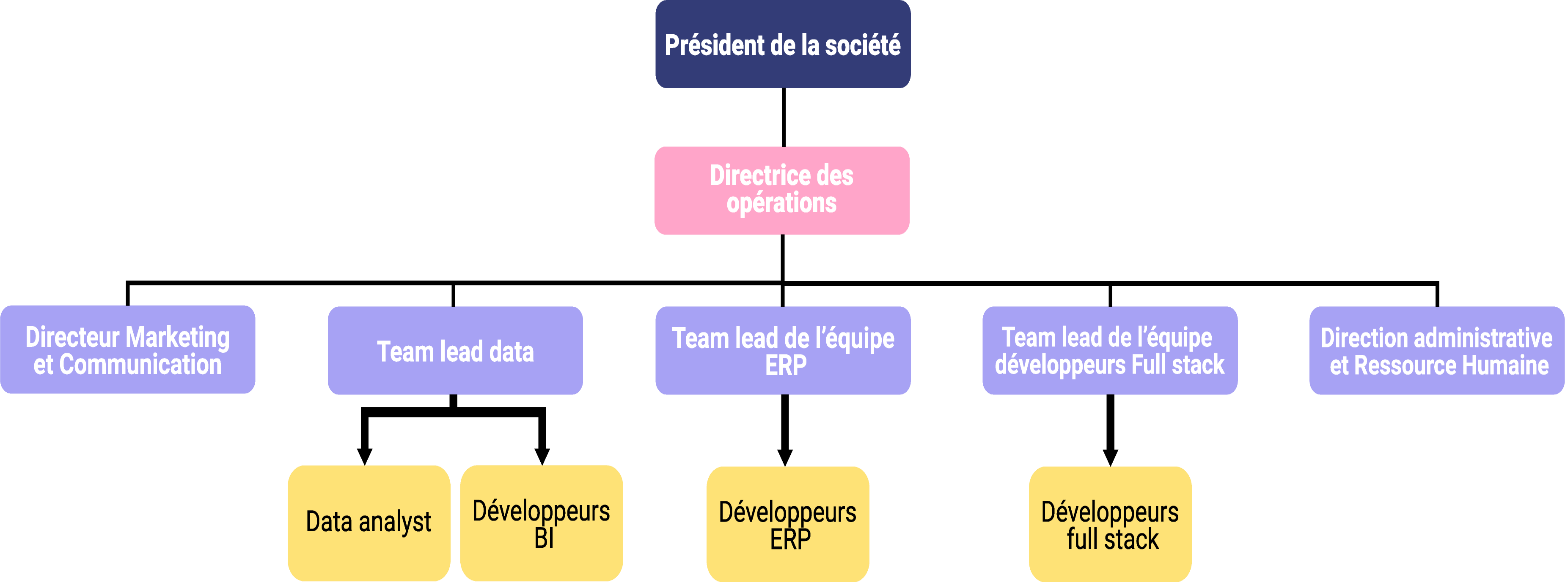 Président de la société
Directrice des
opérations
Directeur Marketing
et Communication
Team lead data
Team lead de l’équipe
ERP
Team lead de l’équipe
développeurs Full stack
Direction administrative
et Ressource Humaine
Data analyst
Développeurs
BI
Développeurs
ERP
Développeurs
full stack